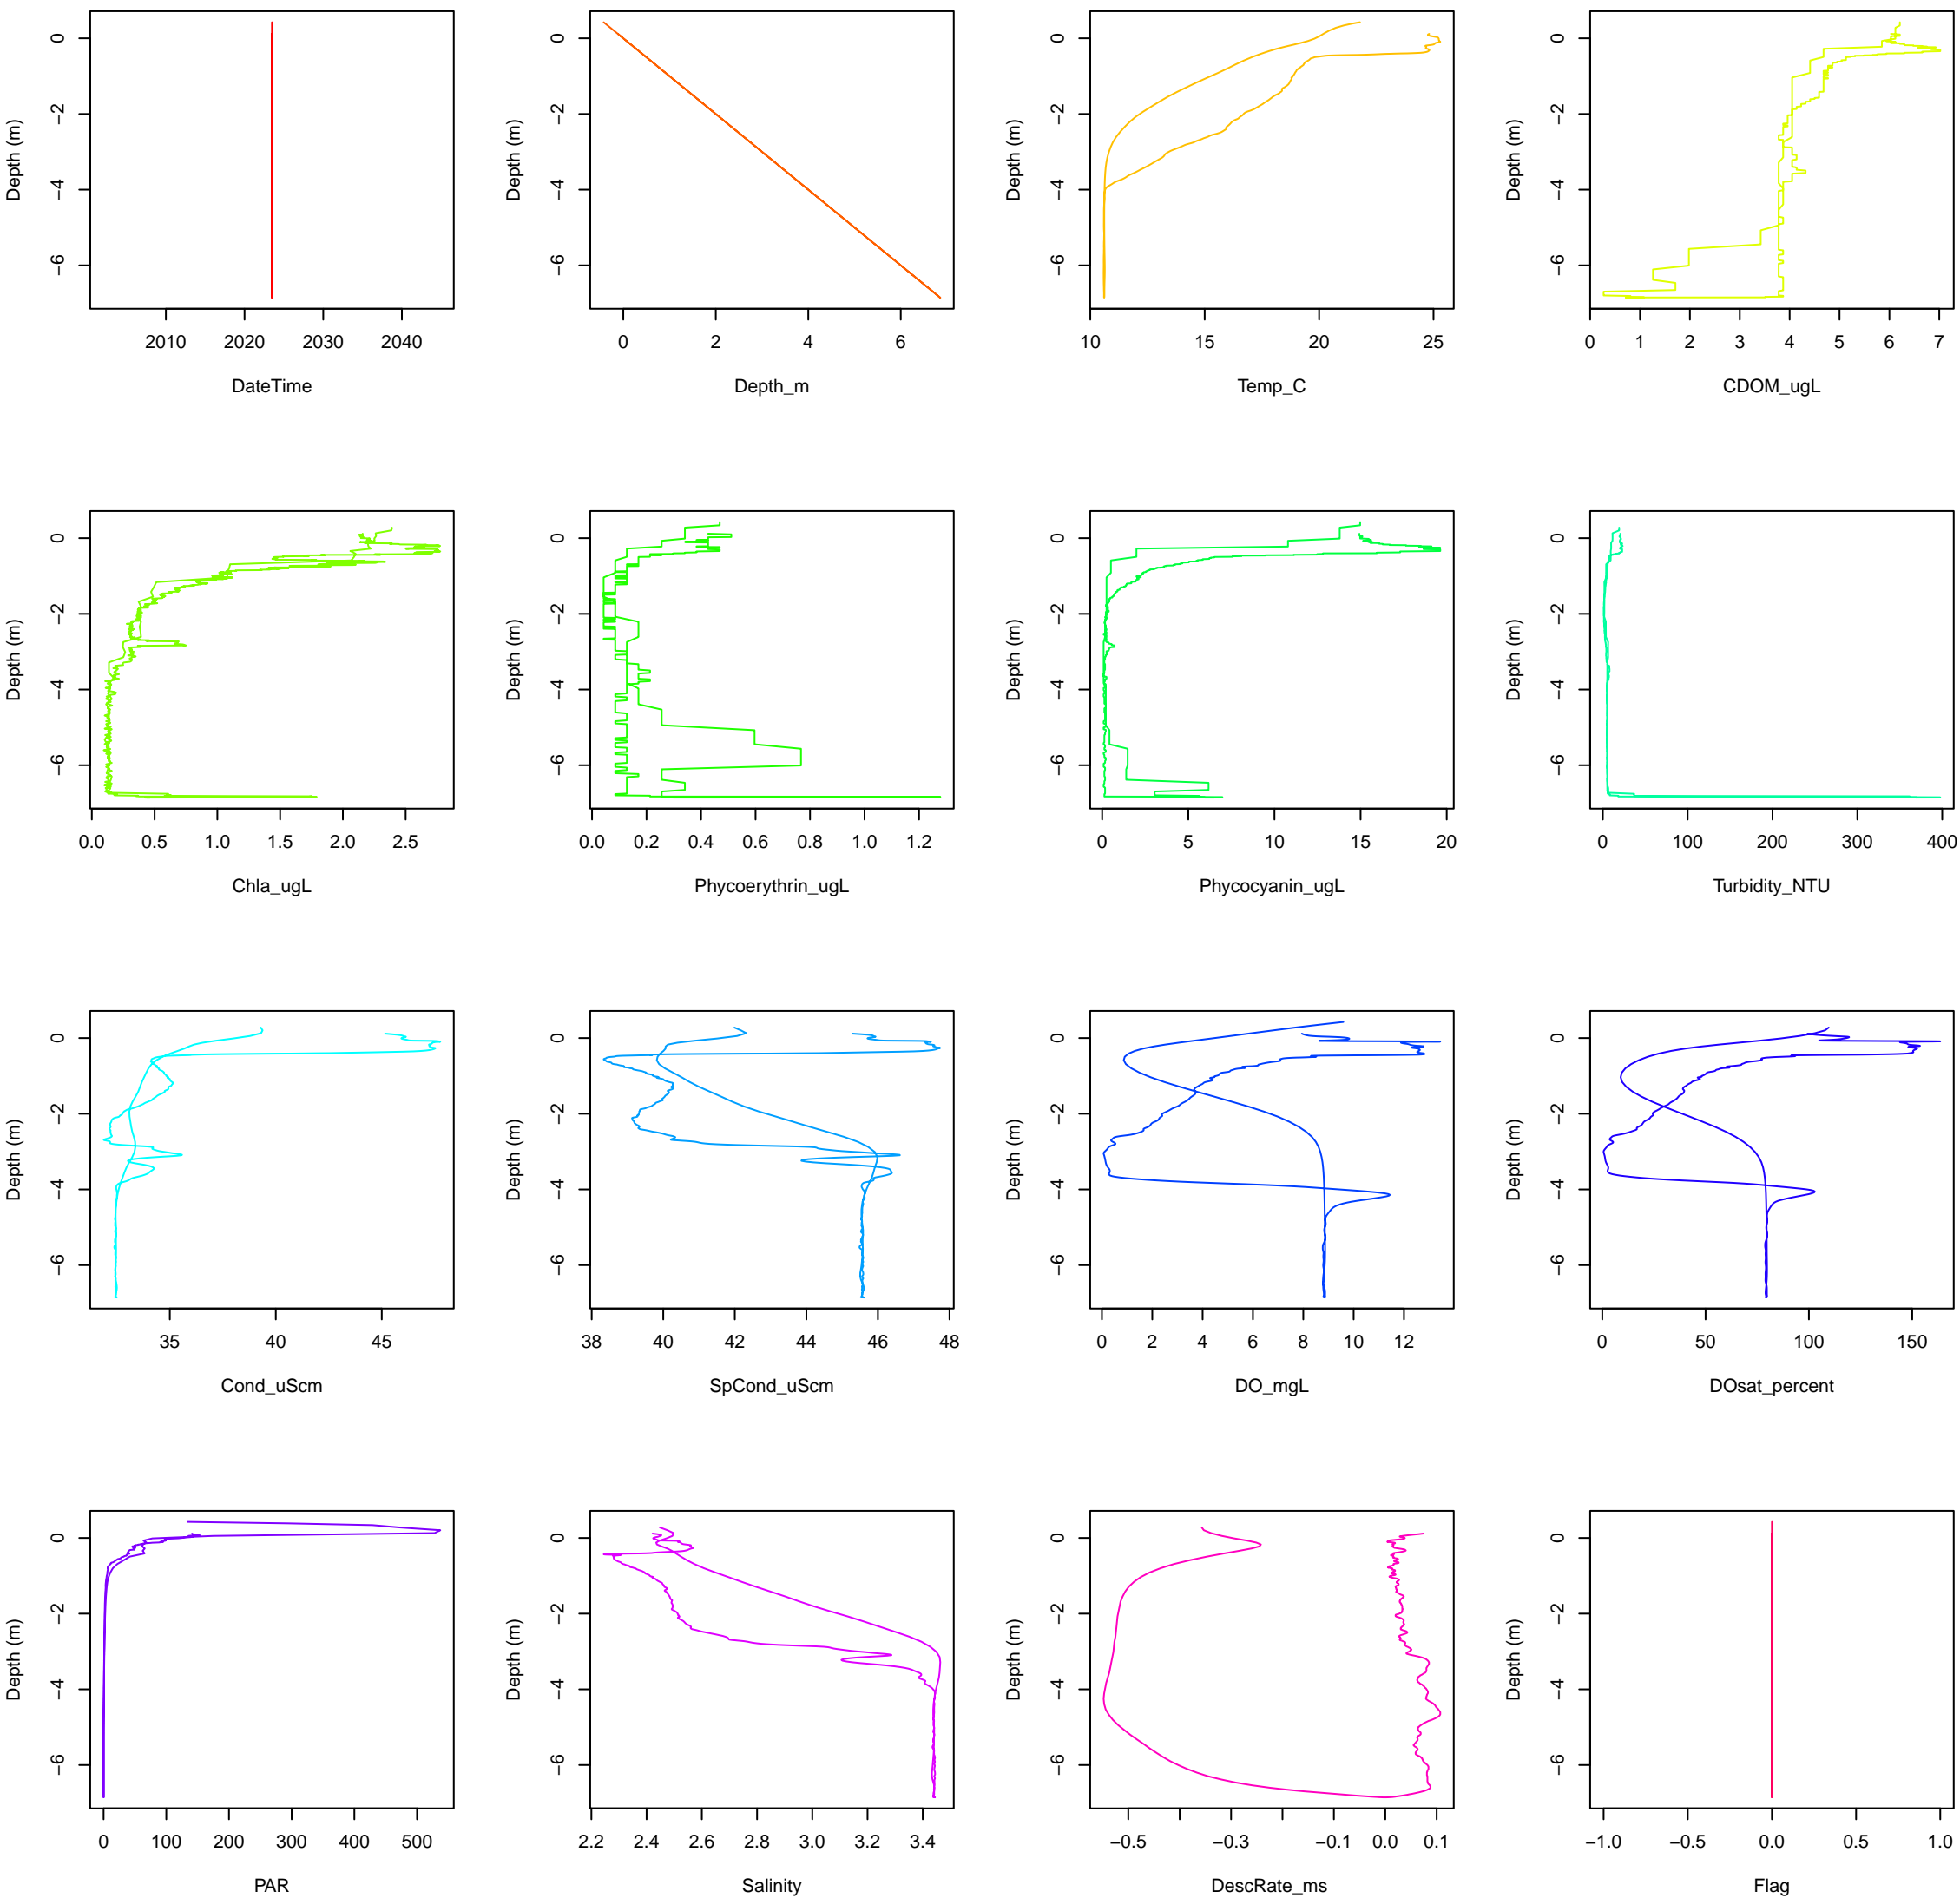 Depth (m)
0
−2
−4
−6
2010 2020 2030 2040
DateTime
Depth (m)
0
−2
−4
−6
0 2 4 6
Depth_m
Depth (m)
0
−2
−4
−6
10 15 20 25
Temp_C
Depth (m)
0
−2
−4
−6
0 1 2 3 4 5 6 7
CDOM_ugL
Depth (m)
0
−2
−4
−6
0.0 0.5 1.0 1.5 2.0 2.5
Chla_ugL
Depth (m)
0
−2
−4
−6
0.0 0.2 0.4 0.6 0.8 1.0 1.2
Phycoerythrin_ugL
Depth (m)
0
−2
−4
−6
0 5 10 15 20
Phycocyanin_ugL
Depth (m)
0
−2
−4
−6
0 100 200 300 400
Turbidity_NTU
Depth (m)
0
−2
−4
−6
35 40 45
Cond_uScm
Depth (m)
0
−2
−4
−6
38 40 42 44 46 48
SpCond_uScm
Depth (m)
0
−2
−4
−6
0 2 4 6 8 10 12
DO_mgL
Depth (m)
0
−2
−4
−6
0 50 100 150
DOsat_percent
Depth (m)
0
−2
−4
−6
0 100 200 300 400 500
PAR
Depth (m)
0
−2
−4
−6
2.2 2.4 2.6 2.8 3.0 3.2 3.4
Salinity
Depth (m)
0
−2
−4
−6
−0.5 −0.3 −0.1 0.0 0.1
DescRate_ms
Depth (m)
0
−2
−4
−6
−1.0 −0.5 0.0 0.5 1.0
Flag